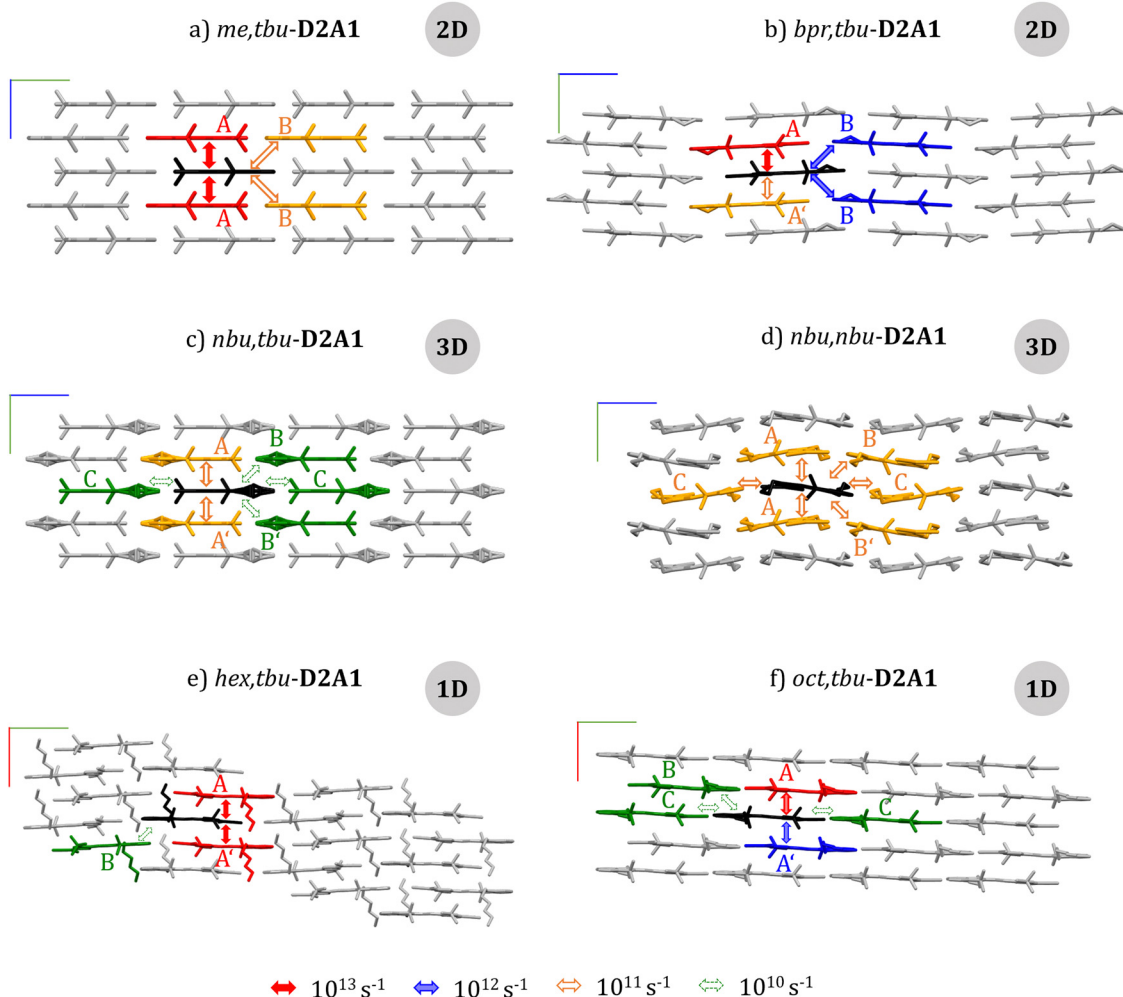 a) me,tbu-D2A1 2D
b) bpr,tbu-D2A1 2D
A
B
A
B
A
B
A‘
B
c) nbu,tbu-D2A1 3D
d) nbu,nbu-D2A1 3D
A
B
C
C
A‘
B‘
A
B
C
C
A
B‘
e) hex,tbu-D2A1 1D
f) oct,tbu-D2A1 1D
A
B
A‘
B
A
C
C
A‘
10¹³ s⁻¹ 10¹² s⁻¹ 10¹¹ s⁻¹ 10¹⁰ s⁻¹